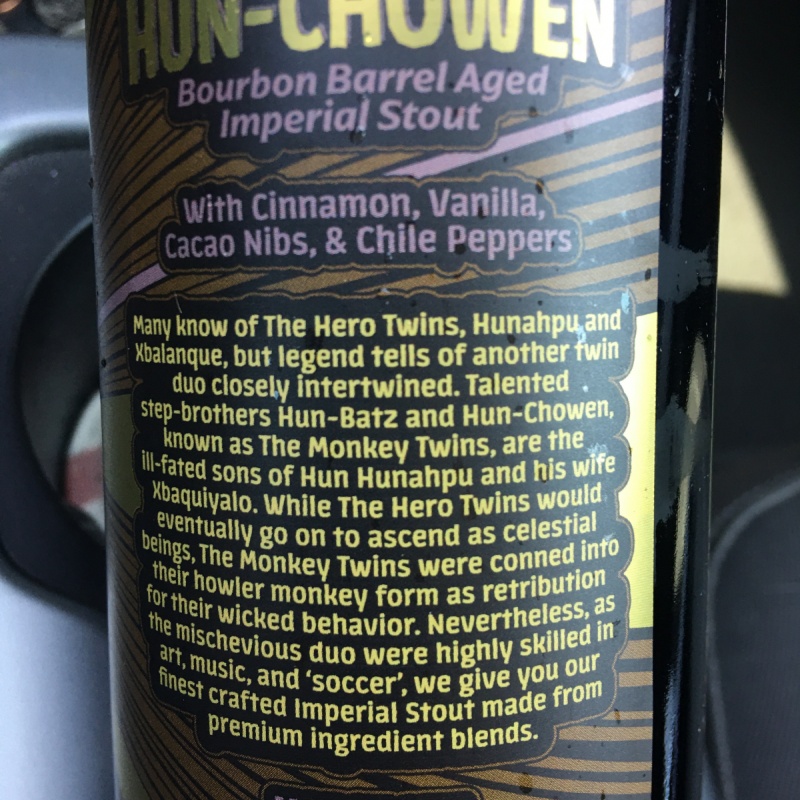 HUN-CHOWEN
Bourbon Barrel Aged
Imperial Stout
With Cinnamon, Vanilla,
Cacao Nibs, & Chile Peppers
Many know of The Hero Twins, Hunahpu and
Xbalanque, but legend tells of another twin
duo closely intertwined. Talented
step-brothers Hun-Batz and Hun-Chowen,
known as The Monkey Twins, are the
ill-fated sons of Hun Hunahpu and his wife
Xbaquiyalo. While The Hero Twins would
eventually go on to ascend as celestial
beings, The Monkey Twins were conned into
their howler monkey form as retribution
for their wicked behavior. Nevertheless, as
the mischevious duo were highly skilled in
art, music, and ‘soccer’, we give you our
finest crafted Imperial Stout made from
premium ingredient blends.